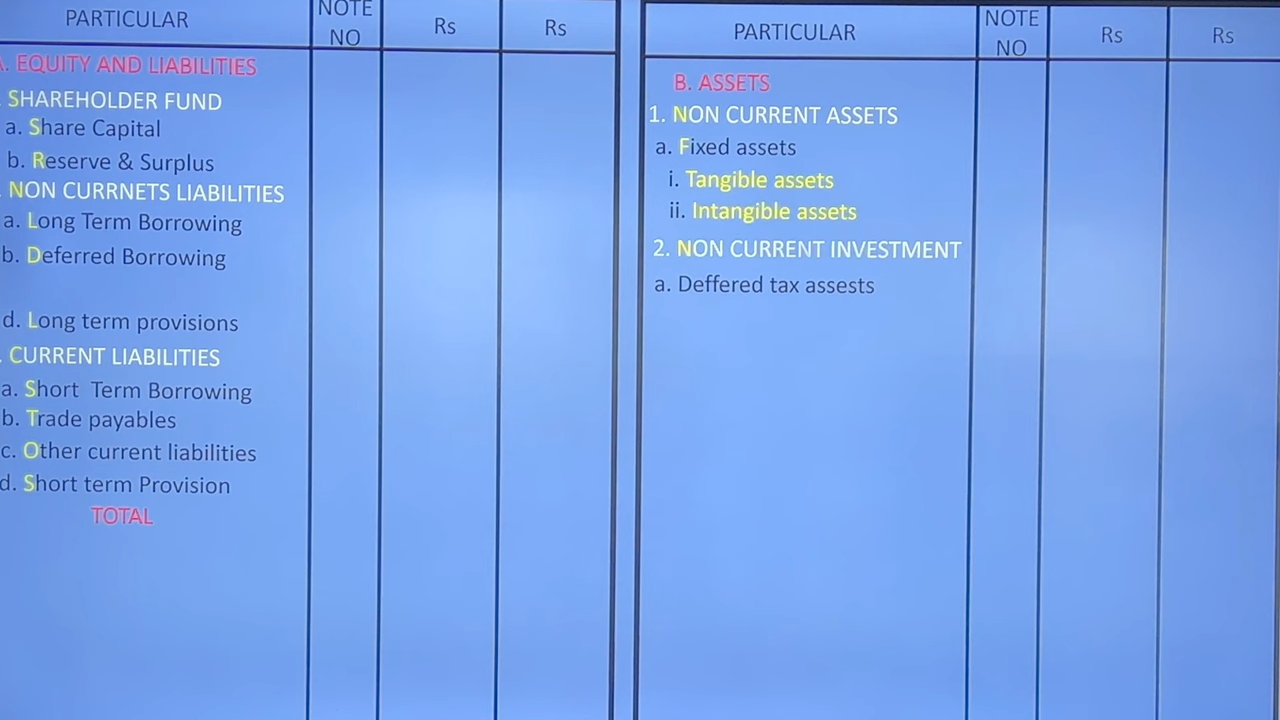 PARTICULAR NOTE NO Rs Rs
A. EQUITY AND LIABILITIES
SHAREHOLDER FUND
a. Share Capital
b. Reserve & Surplus
NON CURRNETS LIABILITIES
a. Long Term Borrowing
b. Deferred Borrowing
d. Long term provisions
. CURRENT LIABILITIES
a. Short Term Borrowing
b. Trade payables
c. Other current liabilities
d. Short term Provision
TOTAL
PARTICULAR NOTE NO Rs Rs
B. ASSETS
1. NON CURRENT ASSETS
a. Fixed assets
i. Tangible assets
ii. Intangible assets
2. NON CURRENT INVESTMENT
a. Deffered tax assests